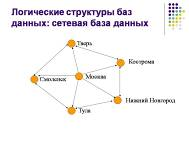 Логические структуры баз
данных: сетевая база данных
Тверь
Кострома
Смоленск
Москва
Нижний Новгород
Тула